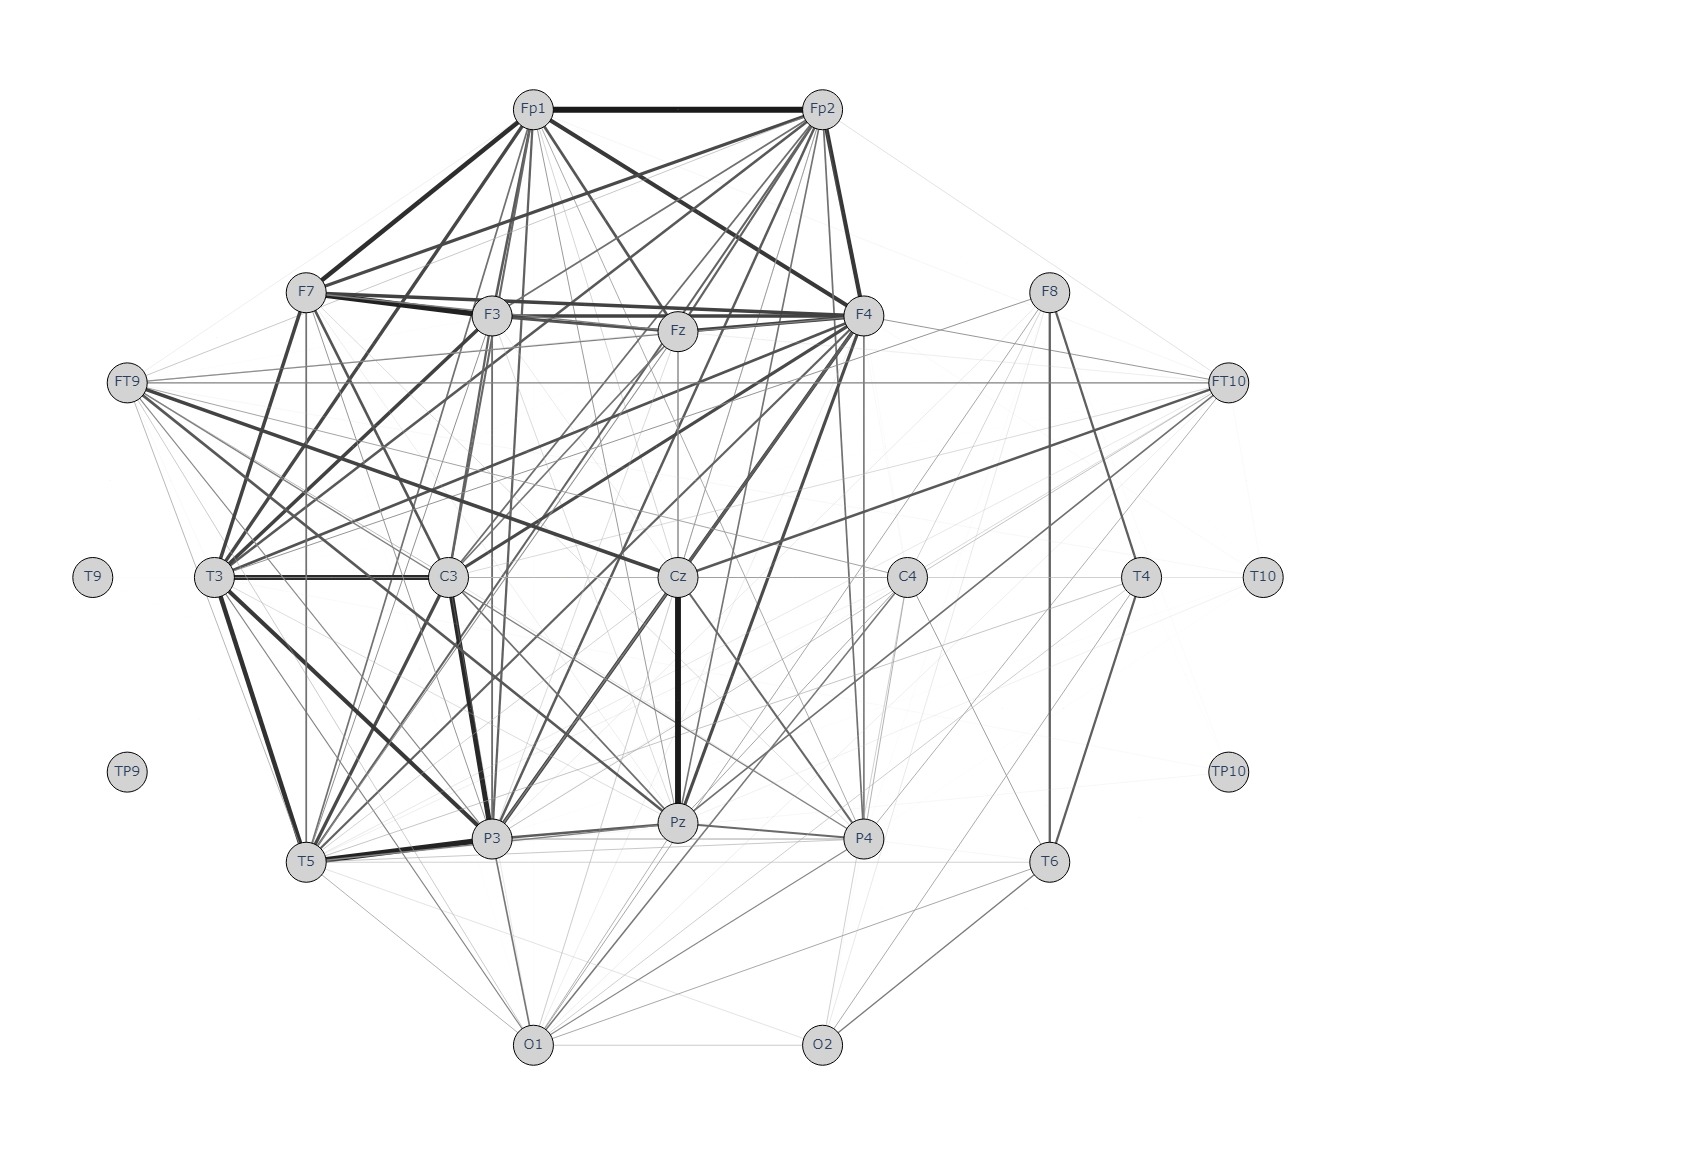 Fp1 Fp2
F7 F3 Fz F4 F8
FT9 FT10
T9 T3 C3 Cz C4 T4 T10
TP9 TP10
T5 P3 Pz P4 T6
O1 O2